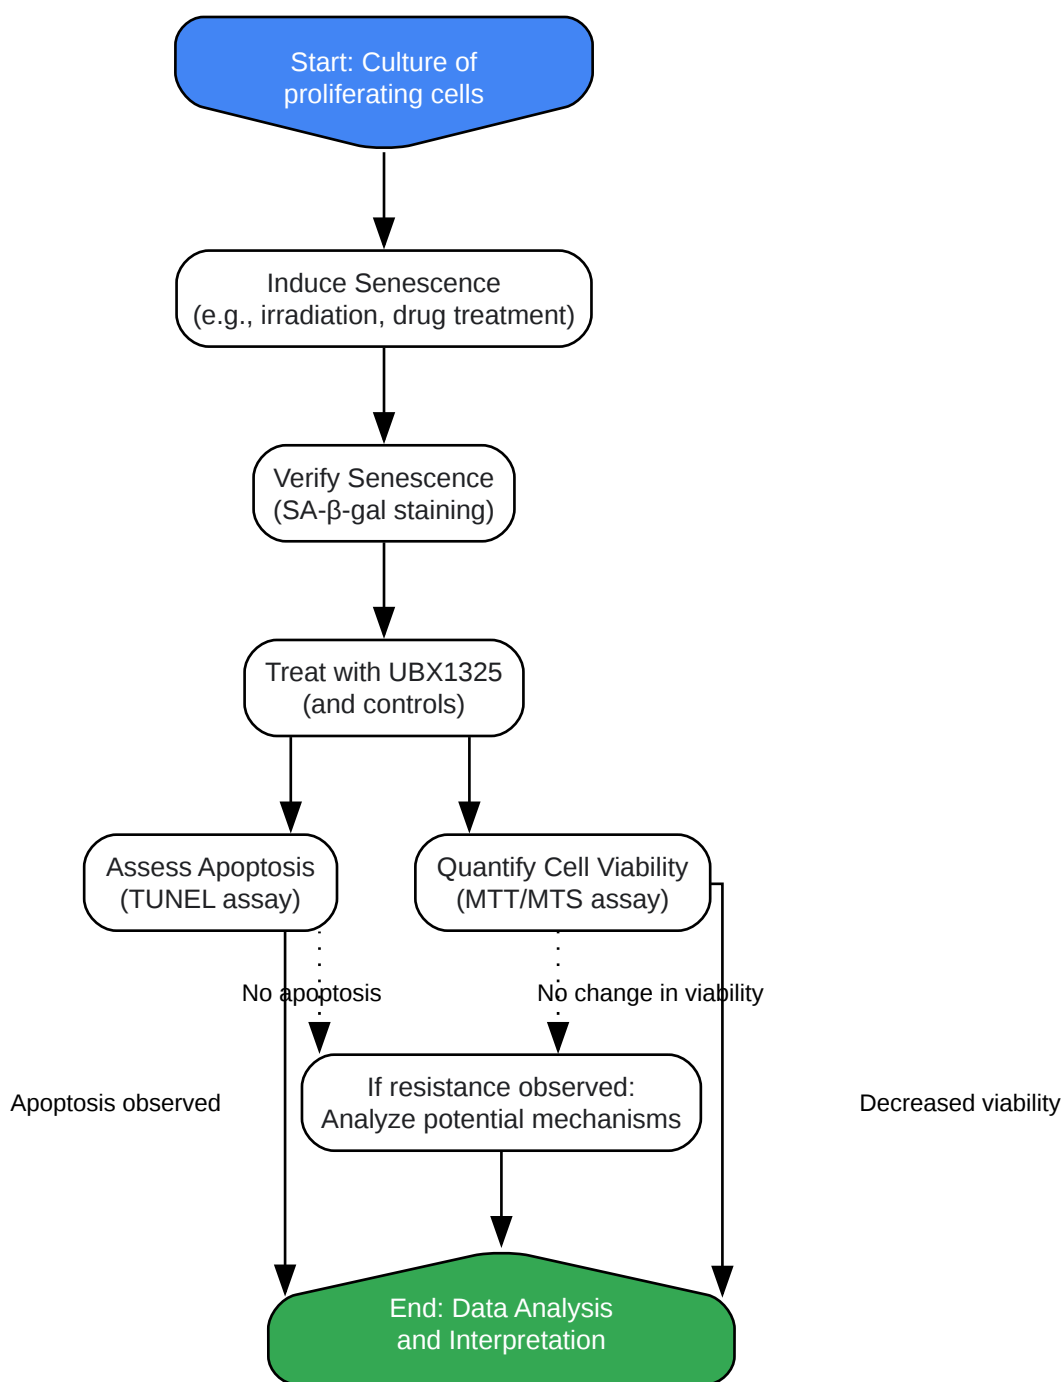 Start: Culture of
proliferating cells
Induce Senescence
(e.g., irradiation, drug treatment)
Verify Senescence
(SA-β-gal staining)
Treat with UBX1325
(and controls)
Assess Apoptosis
(TUNEL assay)
Quantify Cell Viability
(MTT/MTS assay)
No apoptosis
No change in viability
If resistance observed:
Analyze potential mechanisms
Apoptosis observed
Decreased viability
End: Data Analysis
and Interpretation